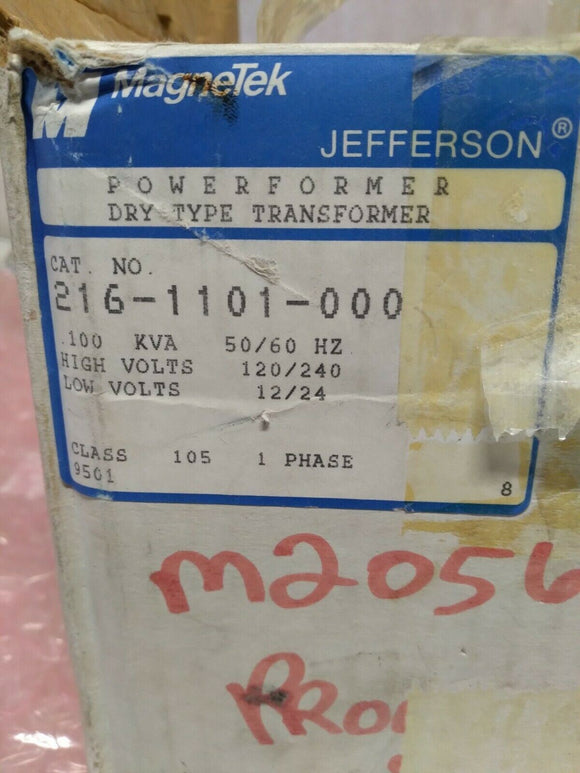 MagneTek
JEFFERSON®
POWERFORMER
DRY TYPE TRANSFORMER
CAT. NO.
216-1101-000
.100 KVA 50/60 HZ
HIGH VOLTS 120/240
LOW VOLTS 12/24
CLASS 105 1 PHASE
9501
8
M2056